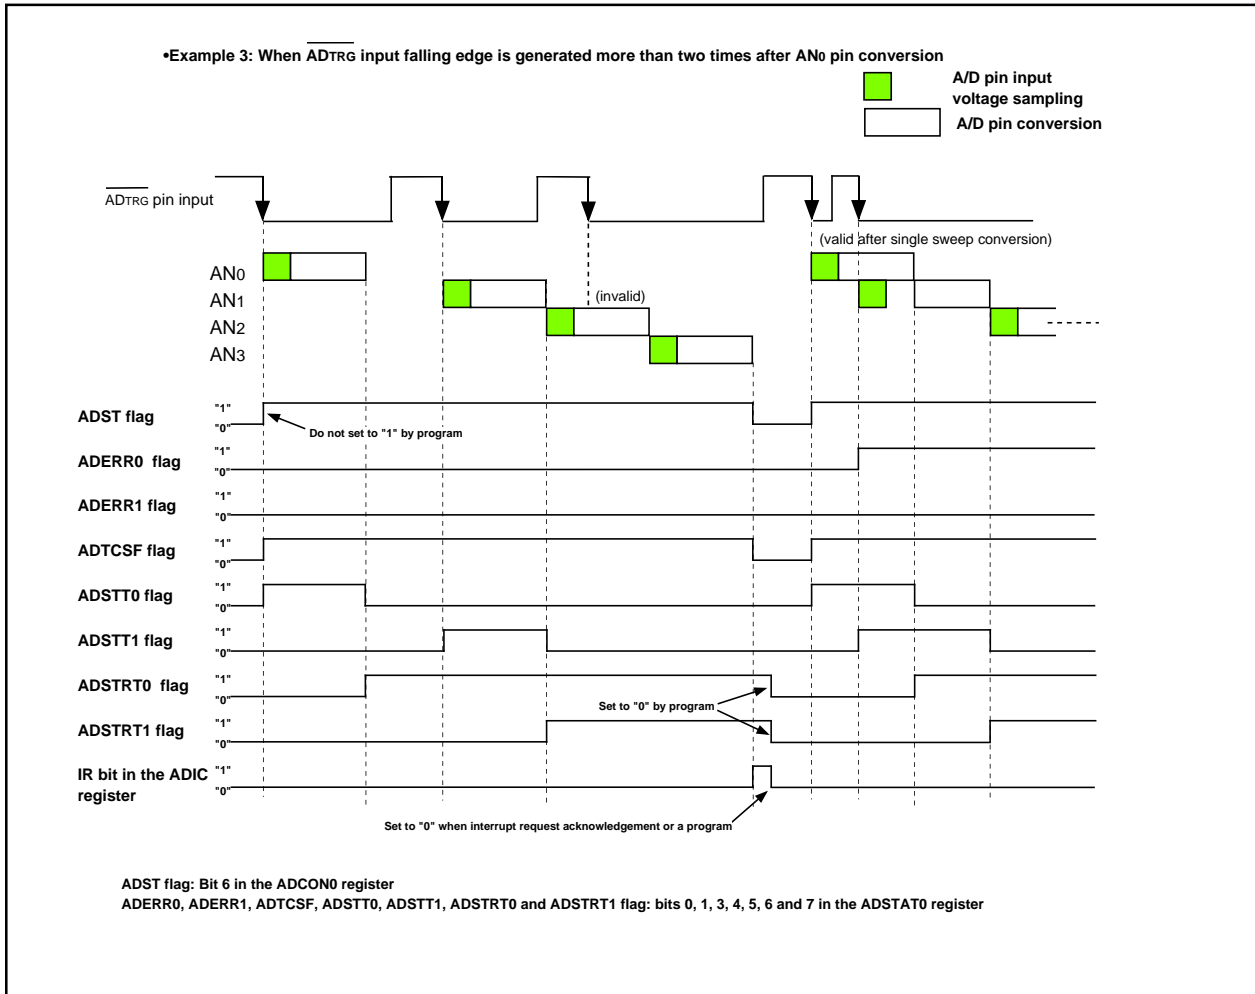 •Example 3: When ADTRG input falling edge is generated more than two times after AN0 pin conversion
A/D pin input
voltage sampling
A/D pin conversion
ADTRG pin input
(valid after single sweep conversion)
AN0
AN1
(invalid)
AN2
AN3
ADST flag
"1"
"0"
Do not set to "1" by program
ADERR0 flag
"1"
"0"
ADERR1 flag
"1"
"0"
ADTCSF flag
"1"
"0"
ADSTT0 flag
"1"
"0"
ADSTT1 flag
"1"
"0"
ADSTRT0 flag
"1"
"0"
Set to "0" by program
ADSTRT1 flag
"1"
"0"
IR bit in the ADIC
register
"1"
"0"
Set to "0" when interrupt request acknowledgement or a program
ADST flag: Bit 6 in the ADCON0 register
ADERR0, ADERR1, ADTCSF, ADSTT0, ADSTT1, ADSTRT0 and ADSTRT1 flag: bits 0, 1, 3, 4, 5, 6 and 7 in the ADSTAT0 register